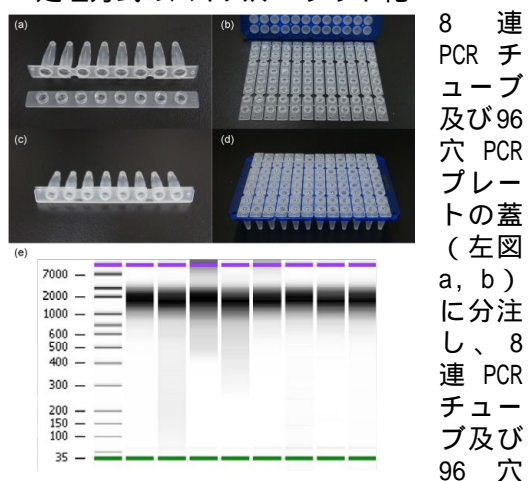 (a)
(b)
(c)
(d)
(e)
7000
2000
1000
600
500
400
300
200
150
100
35
8 連
PCR チ
ューブ
及び 96
穴 PCR
プレー
トの蓋
（左図
a, b）
に分注
し、8
連 PCR
チュー
ブ及び
96 穴